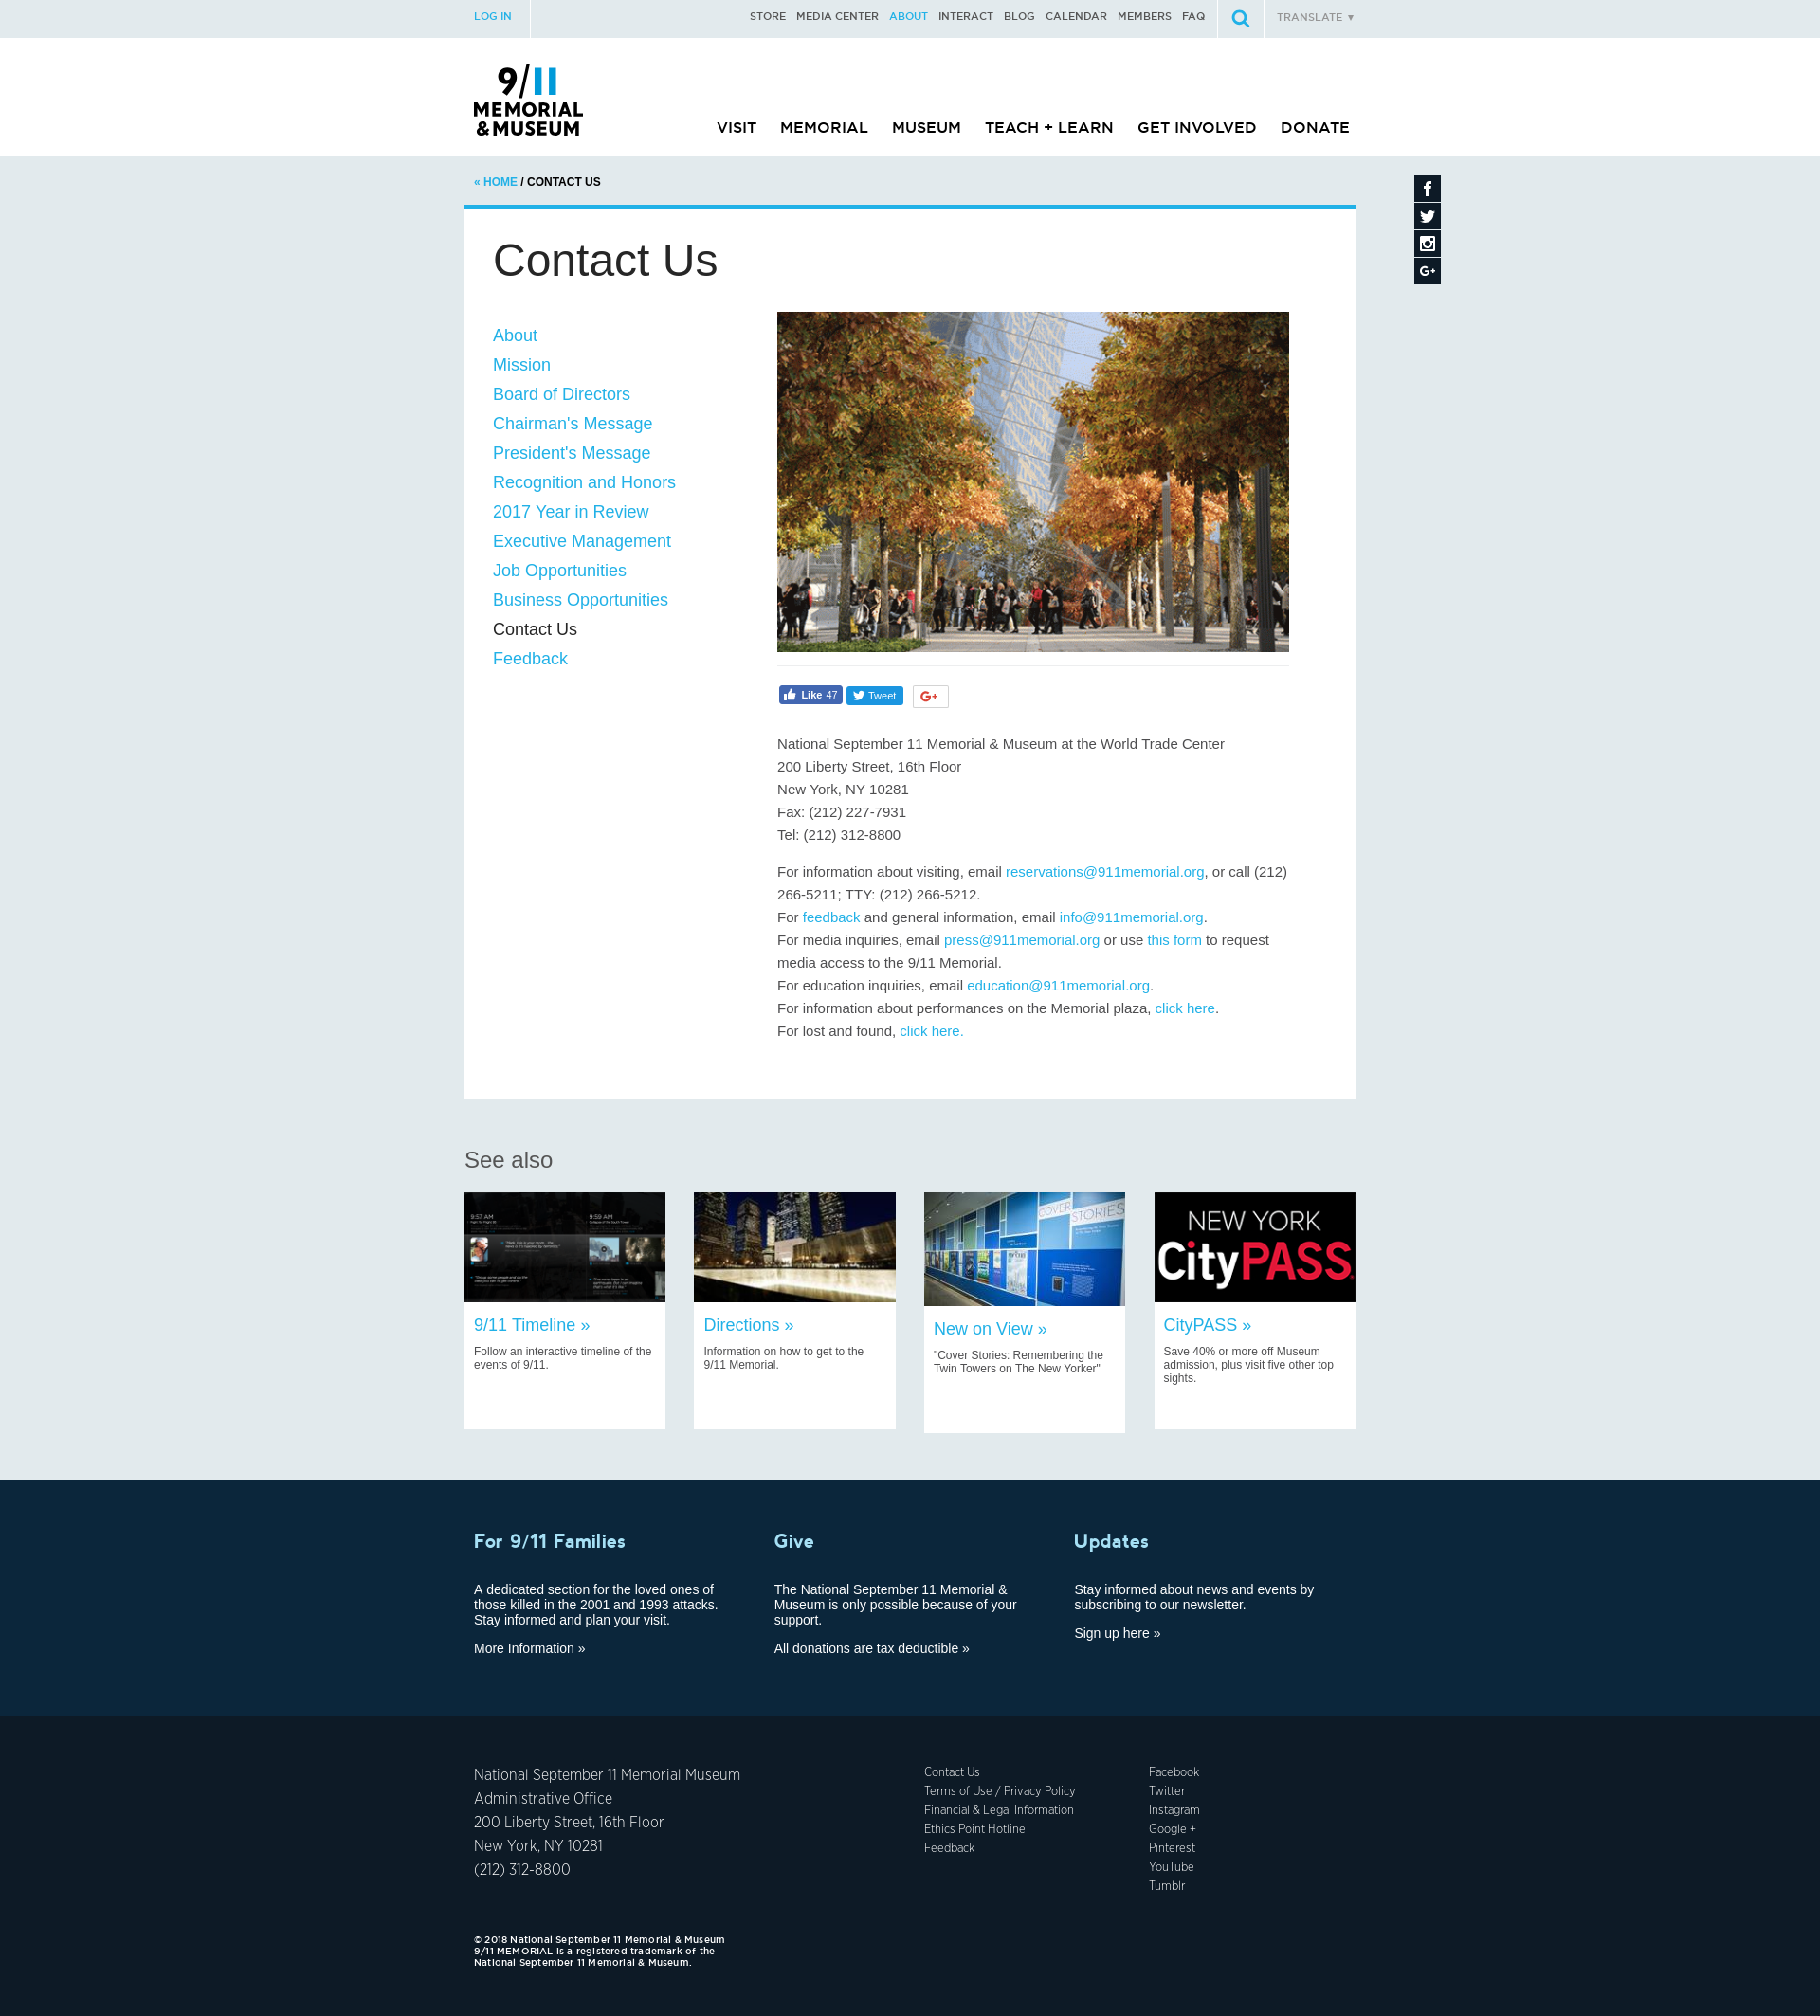 LOG IN
STORE MEDIA CENTER ABOUT INTERACT BLOG CALENDAR MEMBERS FAQ
TRANSLATE ▼
9/11
MEMORIAL
&MUSEUM
VISIT MEMORIAL MUSEUM TEACH + LEARN GET INVOLVED DONATE
« HOME / CONTACT US
Contact Us
About
Mission
Board of Directors
Chairman's Message
President's Message
Recognition and Honors
2017 Year in Review
Executive Management
Job Opportunities
Business Opportunities
Contact Us
Feedback
Like 47 Tweet G+
National September 11 Memorial & Museum at the World Trade Center
200 Liberty Street, 16th Floor
New York, NY 10281
Fax: (212) 227-7931
Tel: (212) 312-8800
For information about visiting, email reservations@911memorial.org, or call (212)
266-5211; TTY: (212) 266-5212.
For feedback and general information, email info@911memorial.org.
For media inquiries, email press@911memorial.org or use this form to request
media access to the 9/11 Memorial.
For education inquiries, email education@911memorial.org.
For information about performances on the Memorial plaza, click here.
For lost and found, click here.
See also
9:57 AM
9:59 AM
COVER STORIES
NEW YORK
CityPASS
9/11 Timeline »
Follow an interactive timeline of the
events of 9/11.
Directions »
Information on how to get to the
9/11 Memorial.
New on View »
"Cover Stories: Remembering the
Twin Towers on The New Yorker"
CityPASS »
Save 40% or more off Museum
admission, plus visit five other top
sights.
For 9/11 Families
A dedicated section for the loved ones of
those killed in the 2001 and 1993 attacks.
Stay informed and plan your visit.
More Information »
Give
The National September 11 Memorial &
Museum is only possible because of your
support.
All donations are tax deductible »
Updates
Stay informed about news and events by
subscribing to our newsletter.
Sign up here »
National September 11 Memorial Museum
Administrative Office
200 Liberty Street, 16th Floor
New York, NY 10281
(212) 312-8800
Contact Us
Terms of Use / Privacy Policy
Financial & Legal Information
Ethics Point Hotline
Feedback
Facebook
Twitter
Instagram
Google +
Pinterest
YouTube
Tumblr
© 2018 National September 11 Memorial & Museum
9/11 MEMORIAL is a registered trademark of the
National September 11 Memorial & Museum.